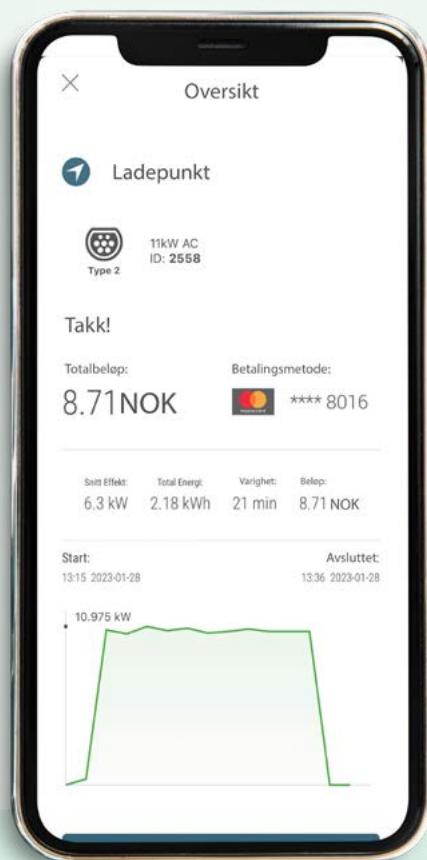 Oversikt
Ladepunkt
Type 2
11kW AC
ID: 2558
Takk!
Totalbeløp:
Betalingsmetode:
8.71NOK
**** 8016
Snitt Effekt:
Total Energi:
Varighet:
Beløp:
6.3 kW
2.18 kWh
21 min
8.71 NOK
Start:
Avsluttet:
13:15 2023-01-28
13:36 2023-01-28
10.975 kW